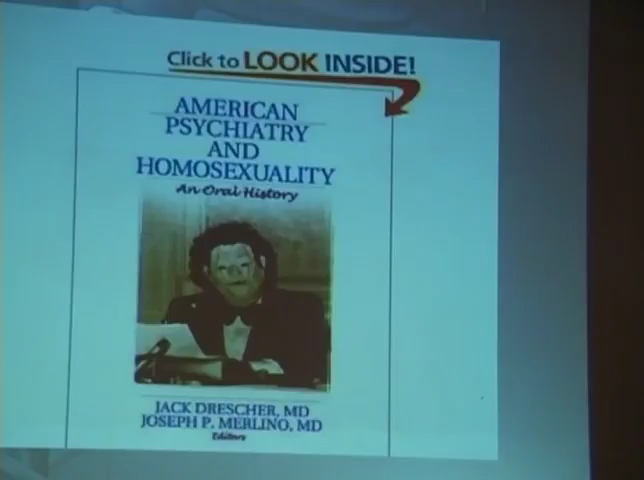 Click to LOOK INSIDE!
AMERICAN
PSYCHIATRY
AND
HOMOSEXUALITY
An Oral History
JACK DRESCHER, MD
JOSEPH P. MERLINO, MD
Editors